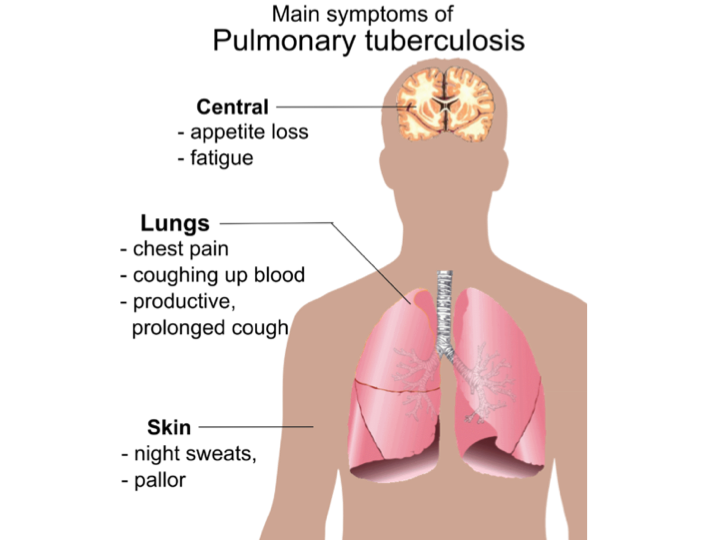 Main symptoms of
Pulmonary tuberculosis
Central
- appetite loss
- fatigue
Lungs
- chest pain
- coughing up blood
- productive,
prolonged cough
Skin
- night sweats,
- pallor